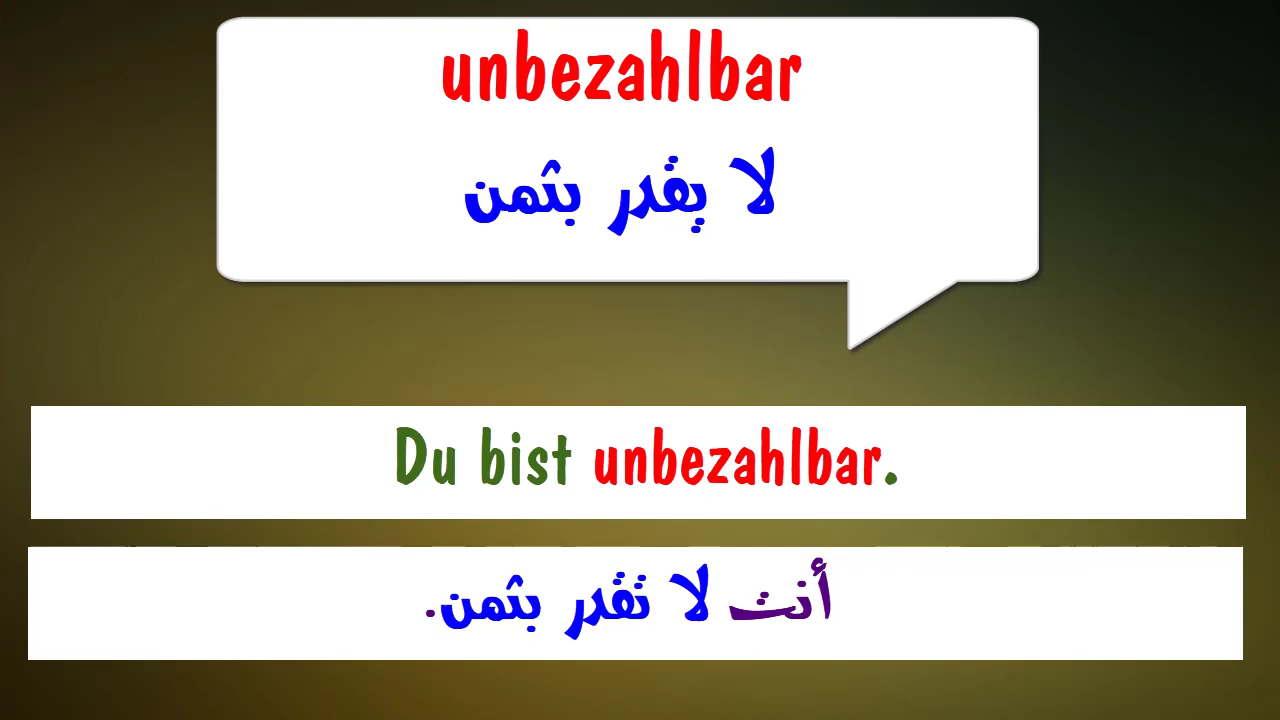 unbezahlbar
لا يقدر بثمن
Du bist unbezahlbar.
أنت لا تقدر بثمن.